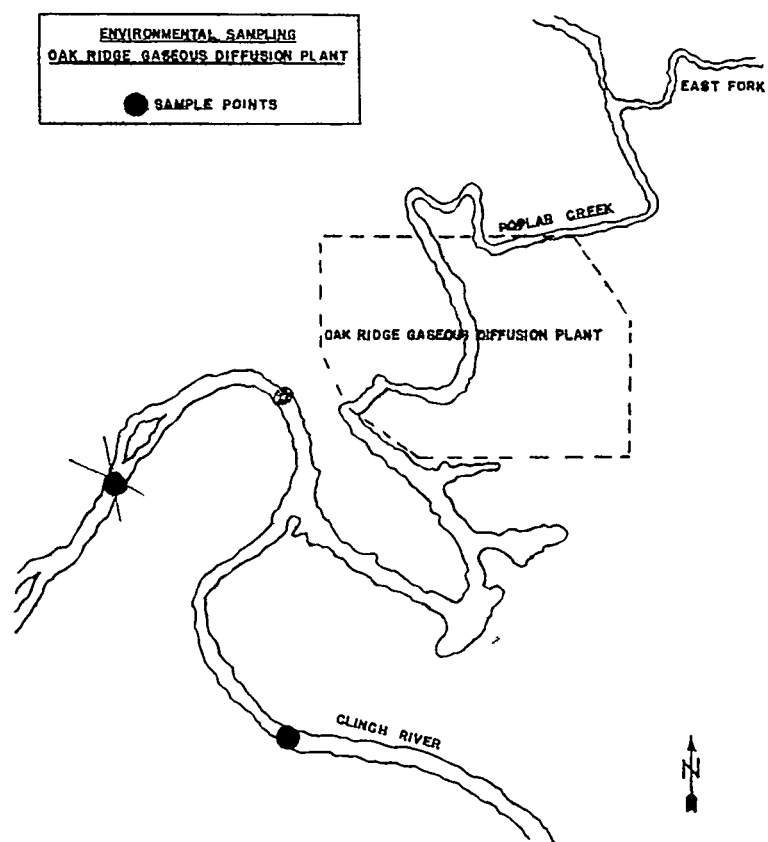 ENVIRONMENTAL SAMPLING
OAK RIDGE GASEOUS DIFFUSION PLANT
SAMPLE POINTS
EAST FORK
POPLAR CREEK
OAK RIDGE GASEOUS DIFFUSION PLANT
CLINCH RIVER
N